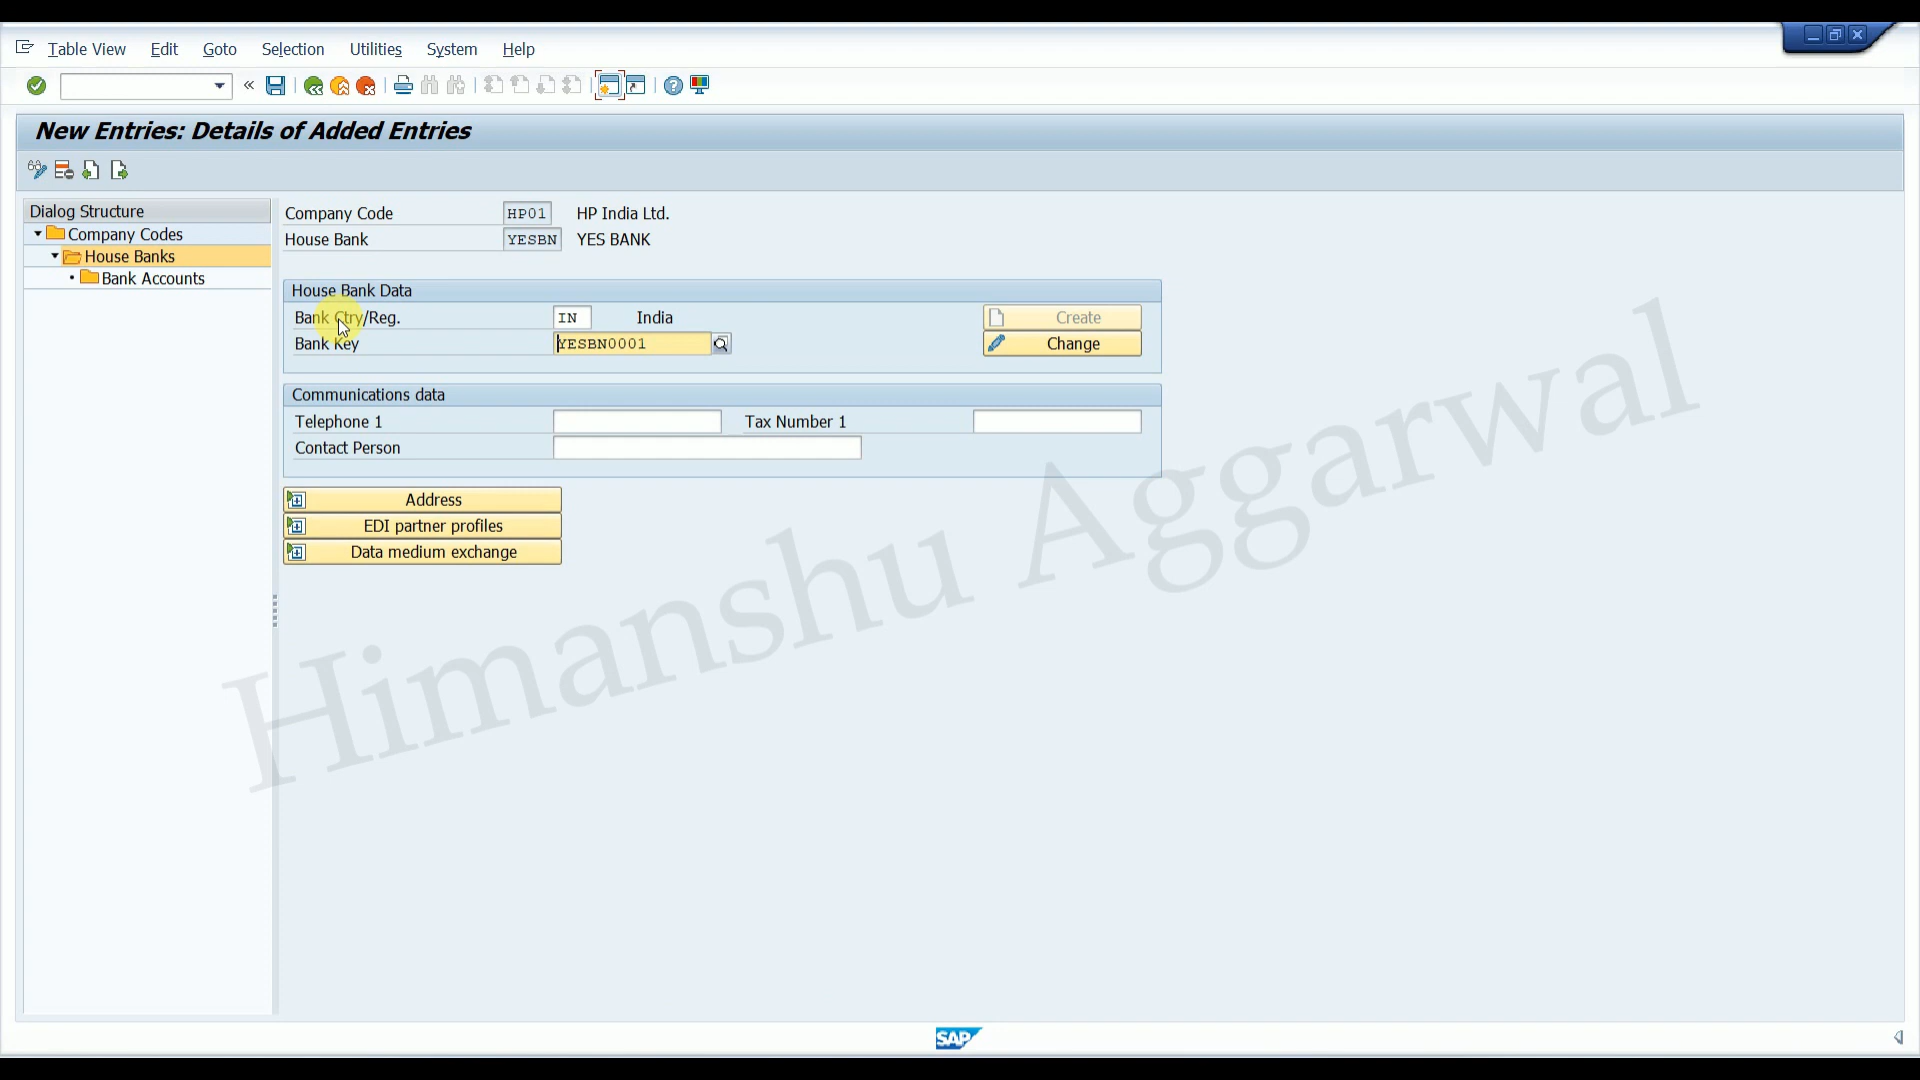 Table View Edit Goto Selection Utilities System Help
New Entries: Details of Added Entries
Dialog Structure
Company Codes
House Banks
Bank Accounts
Company Code HP01 HP India Ltd.
House Bank YESBN YES BANK
House Bank Data
Bank Ctry/Reg. IN India Create
Bank Key YESBN0001 Change
Communications data
Telephone 1 Tax Number 1
Contact Person
Address
EDI partner profiles
Data medium exchange
Himanshu Aggarwal
SAP